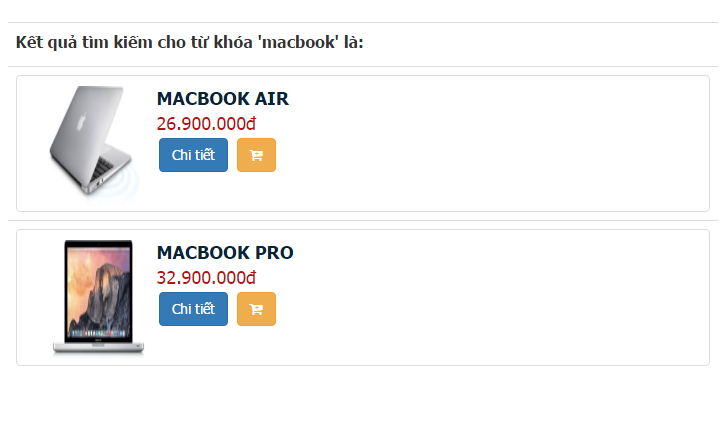 Kết quả tìm kiếm cho từ khóa 'macbook' là:
MACBOOK AIR
26.900.000đ
Chi tiết
MACBOOK PRO
32.900.000đ
Chi tiết